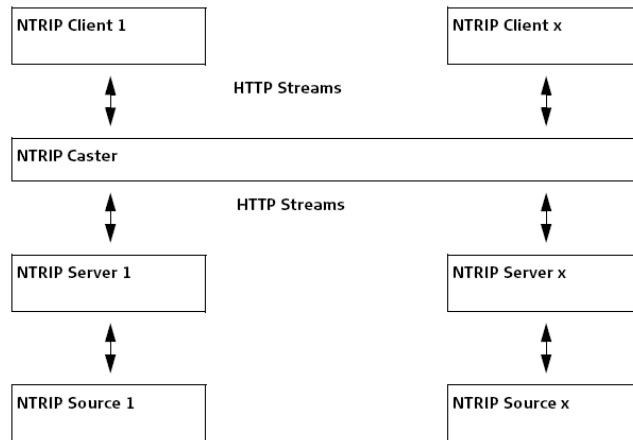 NTRIP Client 1
NTRIP Client x
HTTP Streams
NTRIP Caster
HTTP Streams
NTRIP Server 1
NTRIP Server x
NTRIP Source 1
NTRIP Source x